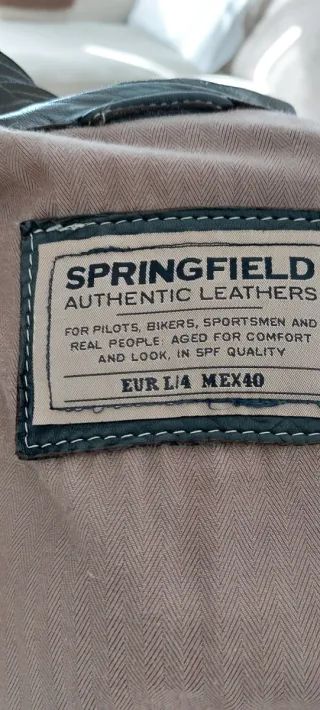 SPRINGFIELD
AUTHENTIC LEATHERS
FOR PILOTS, BIKERS, SPORTSMEN AND
REAL PEOPLE: AGED FOR COMFORT
AND LOOK, IN SPF QUALITY
EUR L/4 MEX40